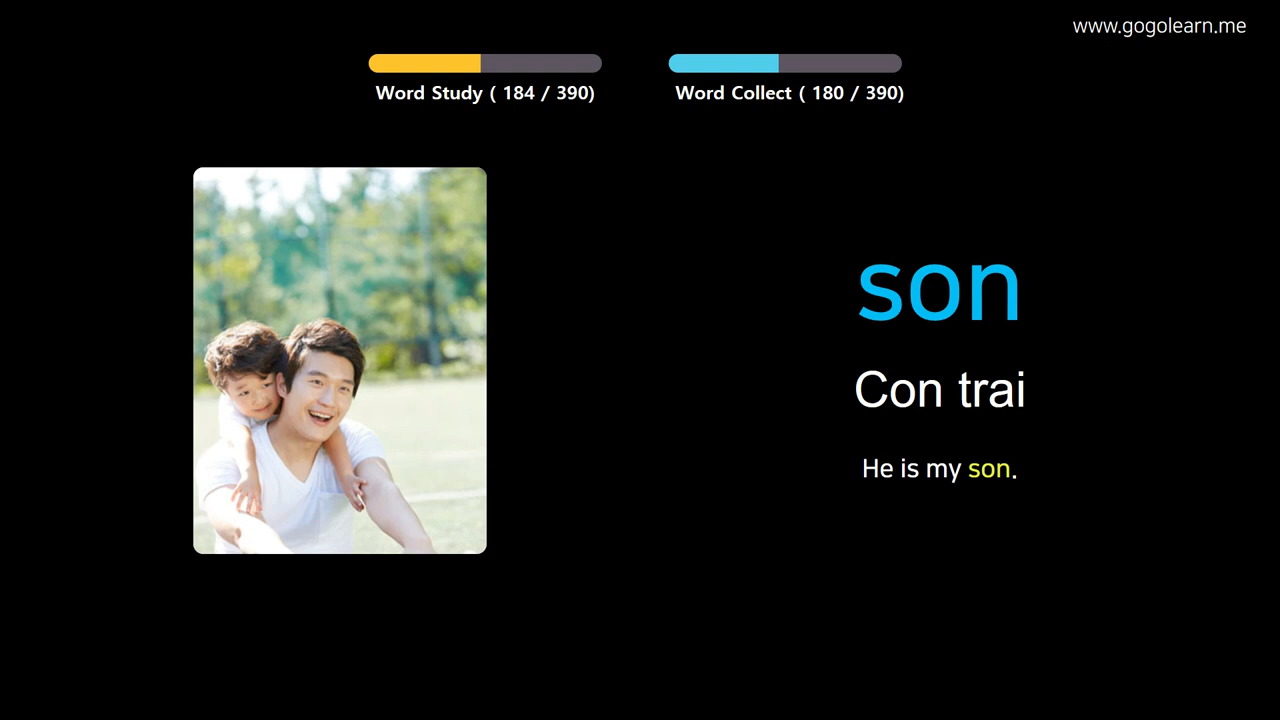 www.gogolearn.me
Word Study ( 184 / 390)
Word Collect ( 180 / 390)
son
Con trai
He is my son.